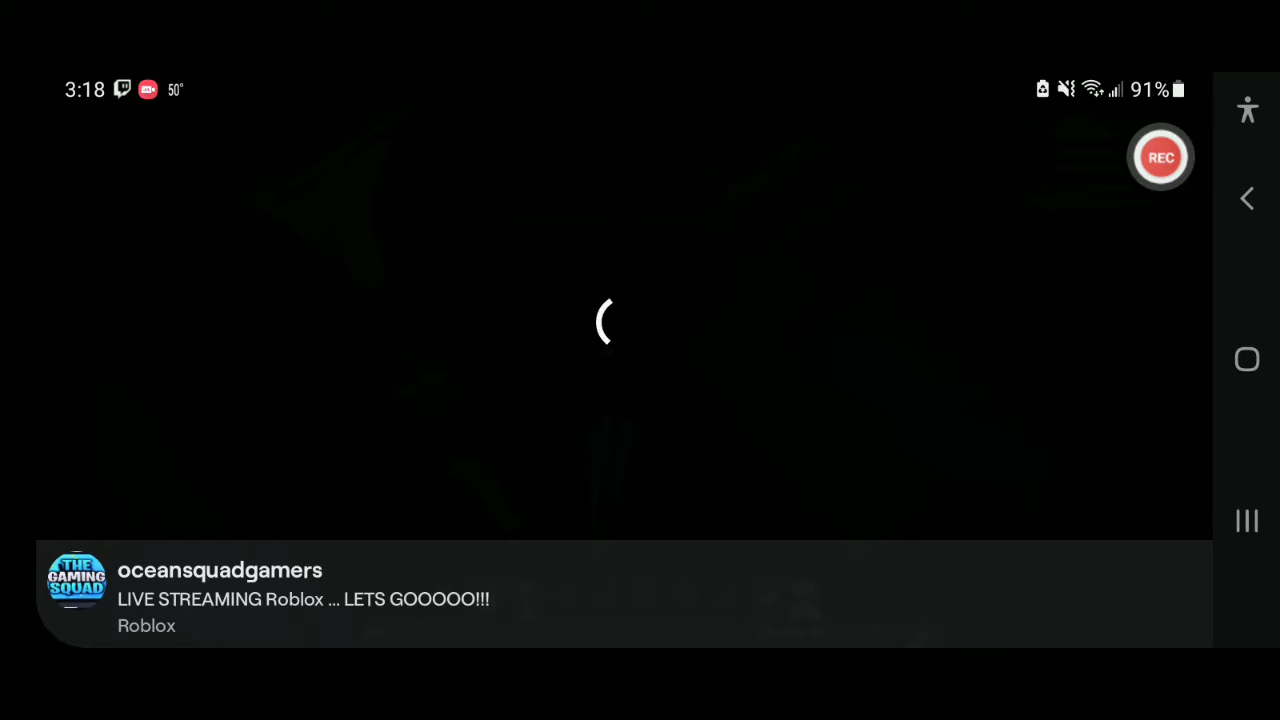 3:18 50° 91%
REC
THE
GAMING
SQUAD
oceansquadgamers
LIVE STREAMING Roblox ... LETS GOOOOO!!!
Roblox